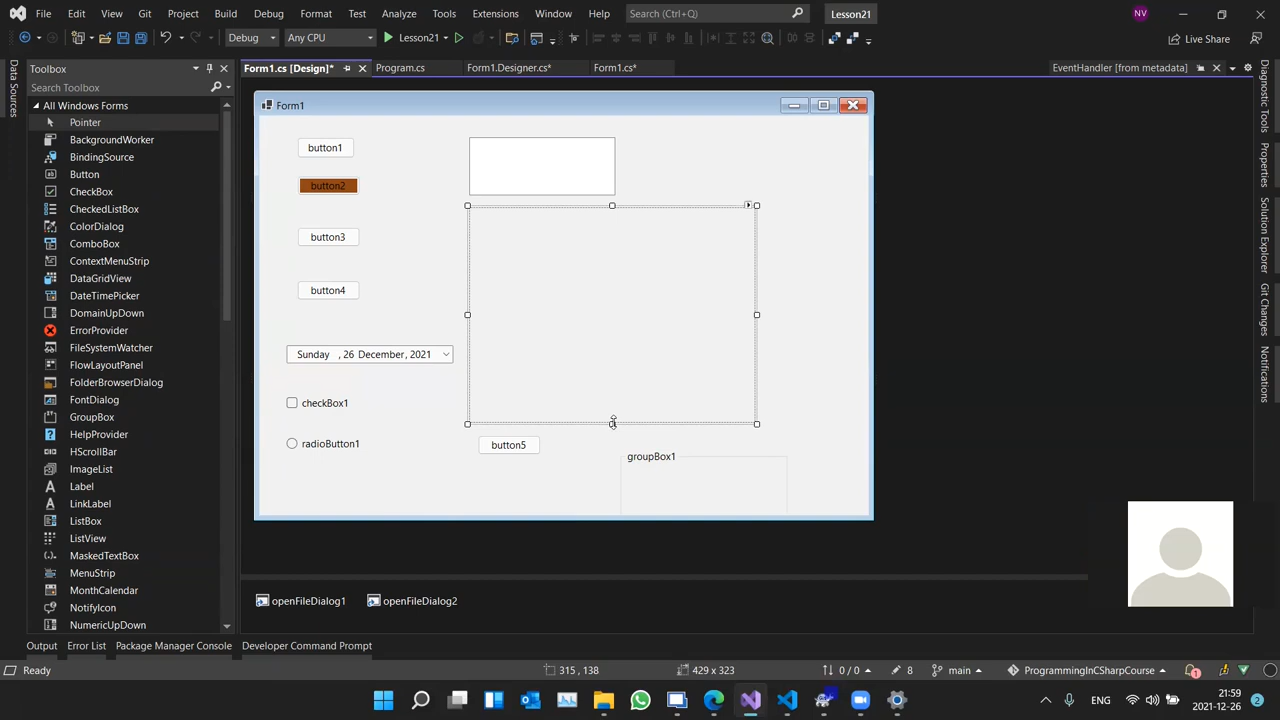 File Edit View Git Project Build Debug Format Test Analyze Tools Extensions Window Help Search (Ctrl+Q) Lesson21 NV
Debug Any CPU Lesson21 Live Share
Data Sources
Toolbox
Search Toolbox
All Windows Forms
Pointer
BackgroundWorker
BindingSource
Button
CheckBox
CheckedListBox
ColorDialog
ComboBox
ContextMenuStrip
DataGridView
DateTimePicker
DomainUpDown
ErrorProvider
FileSystemWatcher
FlowLayoutPanel
FolderBrowserDialog
FontDialog
GroupBox
HelpProvider
HScrollBar
ImageList
Label
LinkLabel
ListBox
ListView
MaskedTextBox
MenuStrip
MonthCalendar
NotifyIcon
NumericUpDown
Form1.cs [Design]* Program.cs Form1.Designer.cs* Form1.cs* EventHandler [from metadata]
Form1
button1
button2
button3
button4
Sunday , 26 December, 2021
checkBox1
radioButton1
button5
groupBox1
openFileDialog1 openFileDialog2
Diagnostic Tools
Properties
Solution Explorer
Git Changes
Notifications
Output Error List Package Manager Console Developer Command Prompt
Ready 315 , 138 429 x 323 0 / 0 8 main ProgrammingInCSharpCourse 1
ENG 21:59
2021-12-26 2